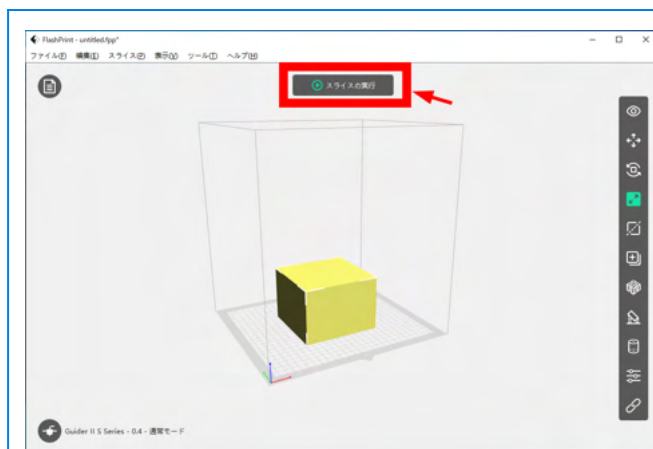 FlashPrint - untitled.fpp*
ファイル(F) 編集(E) スライス(P) 表示(V) ツール(T) ヘルプ(H)
スライスの実行
Guider II S Series - 0.4 - 通常モード